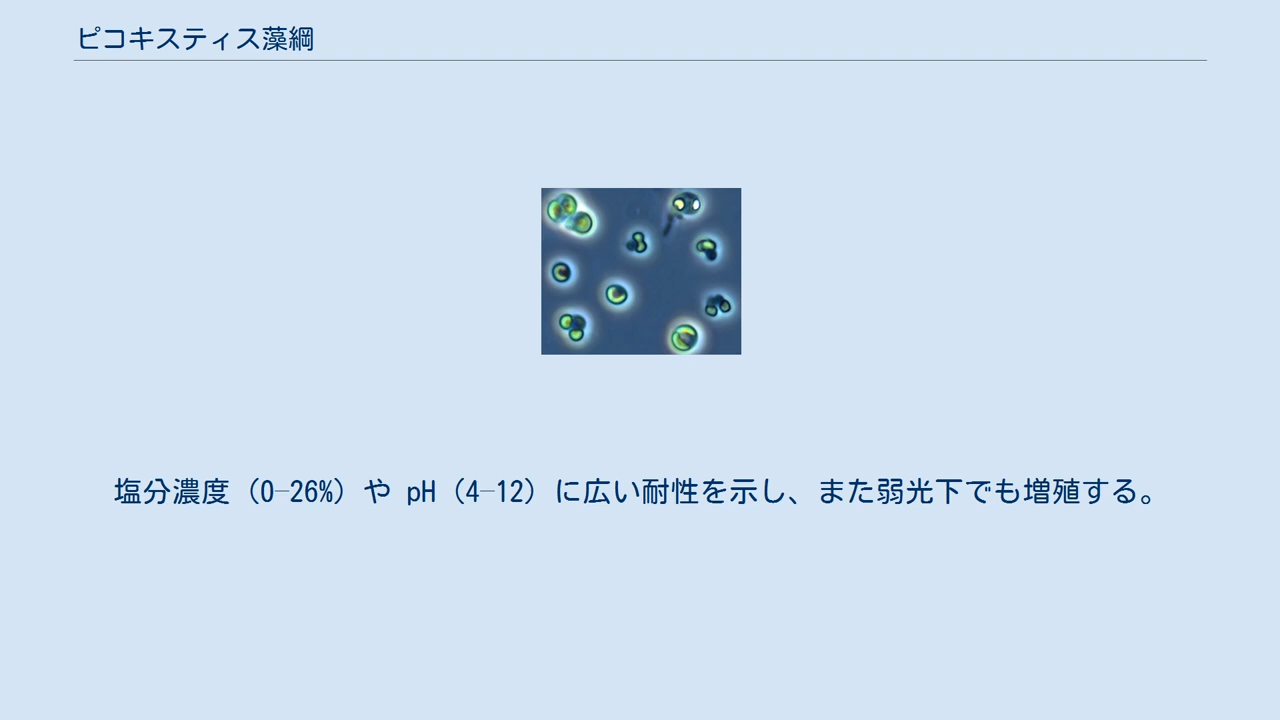 ピコキスティス藻綱
塩分濃度（0–26%）や pH（4–12）に広い耐性を示し、また弱光下でも増殖する。